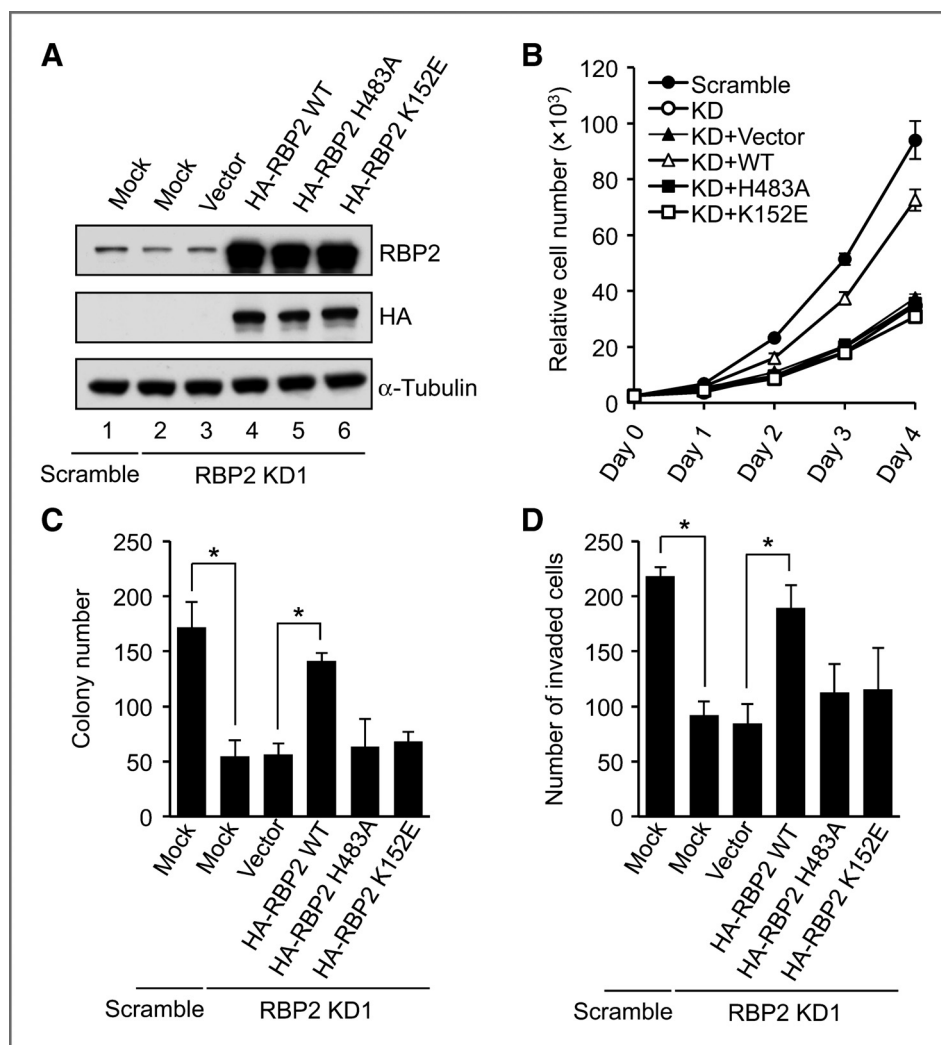 A
Mock
Mock
Vector
HA-RBP2 WT
HA-RBP2 H483A
HA-RBP2 K152E
RBP2
HA
α-Tubulin
1 2 3 4 5 6
Scramble RBP2 KD1
B
Relative cell number (×10³)
120
100
80
60
40
20
0
Scramble
KD
KD+Vector
KD+WT
KD+H483A
KD+K152E
Day 0
Day 1
Day 2
Day 3
Day 4
C
Colony number
250
200
150
100
50
0
*
*
Mock
Mock
Vector
HA-RBP2 WT
HA-RBP2 H483A
HA-RBP2 K152E
Scramble RBP2 KD1
D
Number of invaded cells
250
200
150
100
50
0
*
*
Mock
Mock
Vector
HA-RBP2 WT
HA-RBP2 H483A
HA-RBP2 K152E
Scramble RBP2 KD1